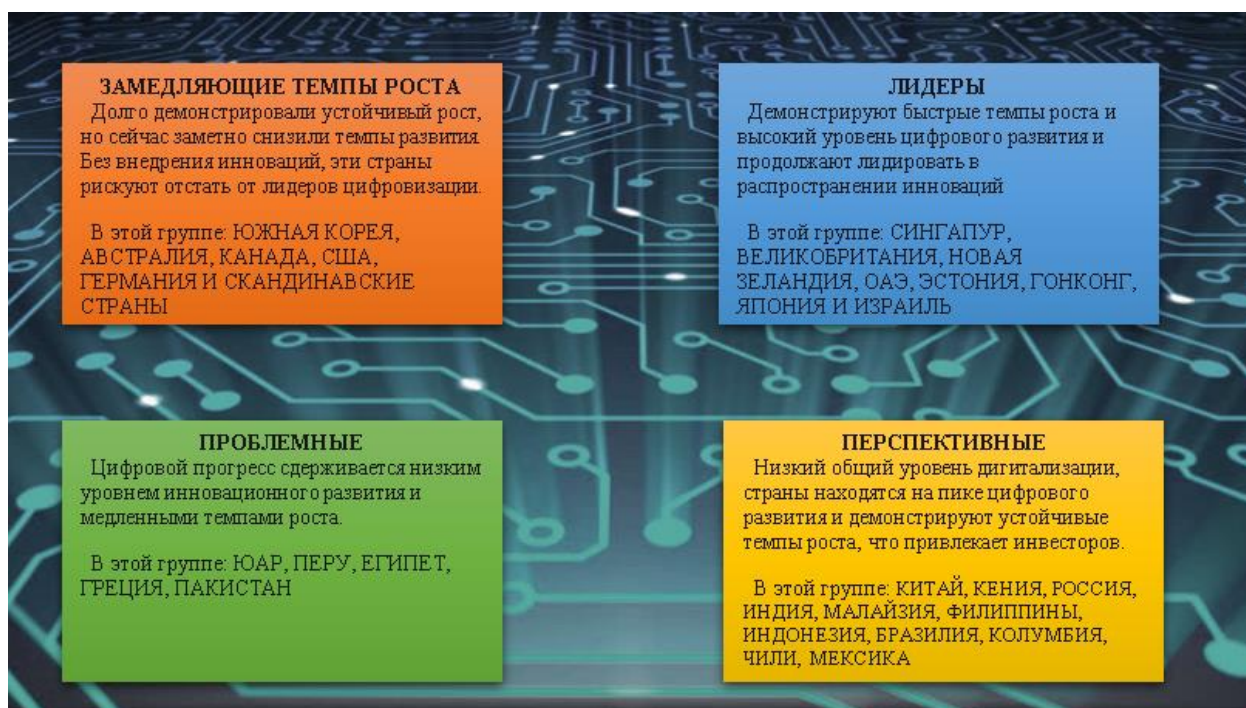 ЗАМЕДЛЯЮЩИЕ ТЕМПЫ РОСТА
Долго демонстрировали устойчивый рост,
но сейчас заметно снизили темпы развития
Без внедрения инноваций, эти страны
рискуют отстать от лидеров цифровизации.
В этой группе: ЮЖНАЯ КОРЕЯ,
АВСТРАЛИЯ, КАНАДА, США,
ГЕРМАНИЯ И СКАНДИНАВСКИЕ
СТРАНЫ
ЛИДЕРЫ
Демонстрируют быстрые темпы роста и
высокий уровень цифрового развития и
продолжают лидировать в
распространении инноваций
В этой группе: СИНГАПУР,
ВЕЛИКОБРИТАНИЯ, НОВАЯ
ЗЕЛАНДИЯ, ОАЭ, ЭСТОНИЯ, ГОНКОНГ,
ЯПОНИЯ И ИЗРАИЛЬ
ПРОБЛЕМНЫЕ
Цифровой прогресс сдерживается низким
уровнем инновационного развития и
медленными темпами роста.
В этой группе: ЮАР, ПЕРУ, ЕГИПЕТ,
ГРЕЦИЯ, ПАКИСТАН
ПЕРСПЕКТИВНЫЕ
Низкий общий уровень дигитализации,
страны находятся на пике цифрового
развития и демонстрируют устойчивые
темпы роста, что привлекает инвесторов.
В этой группе: КИТАЙ, КЕНИЯ, РОССИЯ,
ИНДИЯ, МАЛАЙЗИЯ, ФИЛИППИНЫ,
ИНДОНЕЗИЯ, БРАЗИЛИЯ, КОЛУМБИЯ,
ЧИЛИ, МЕКСИКА